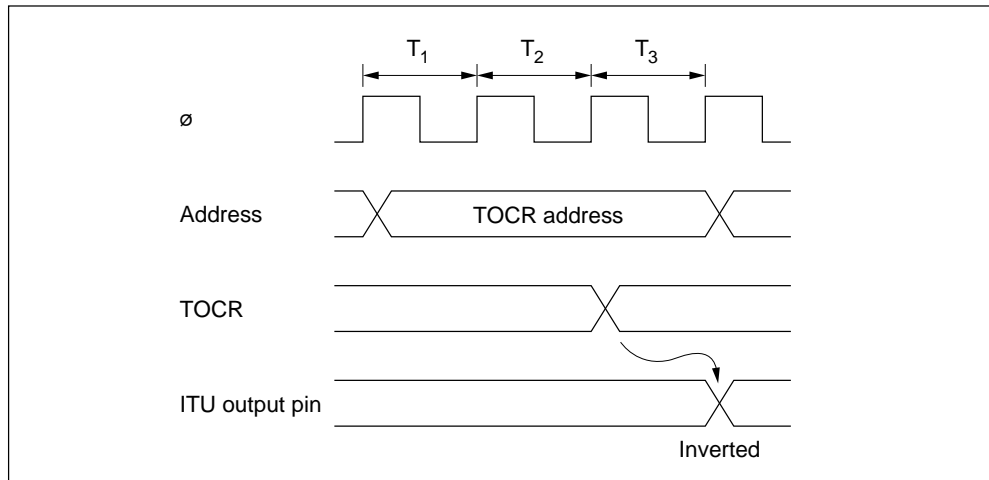 T1 T2 T3
ø
Address TOCR address
TOCR
ITU output pin
Inverted